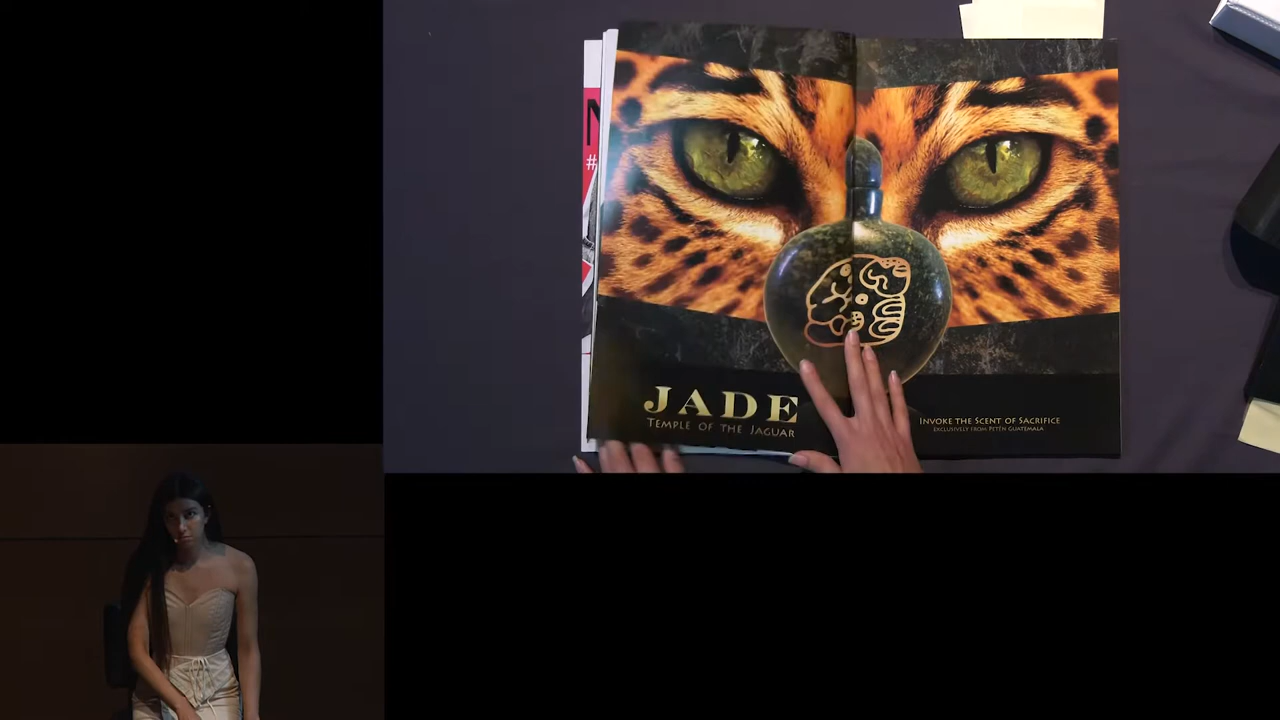 N
#
JADE
TEMPLE OF THE JAGUAR
INVOKE THE SCENT OF SACRIFICE
EXCLUSIVELY FROM PETÉN GUATEMALA